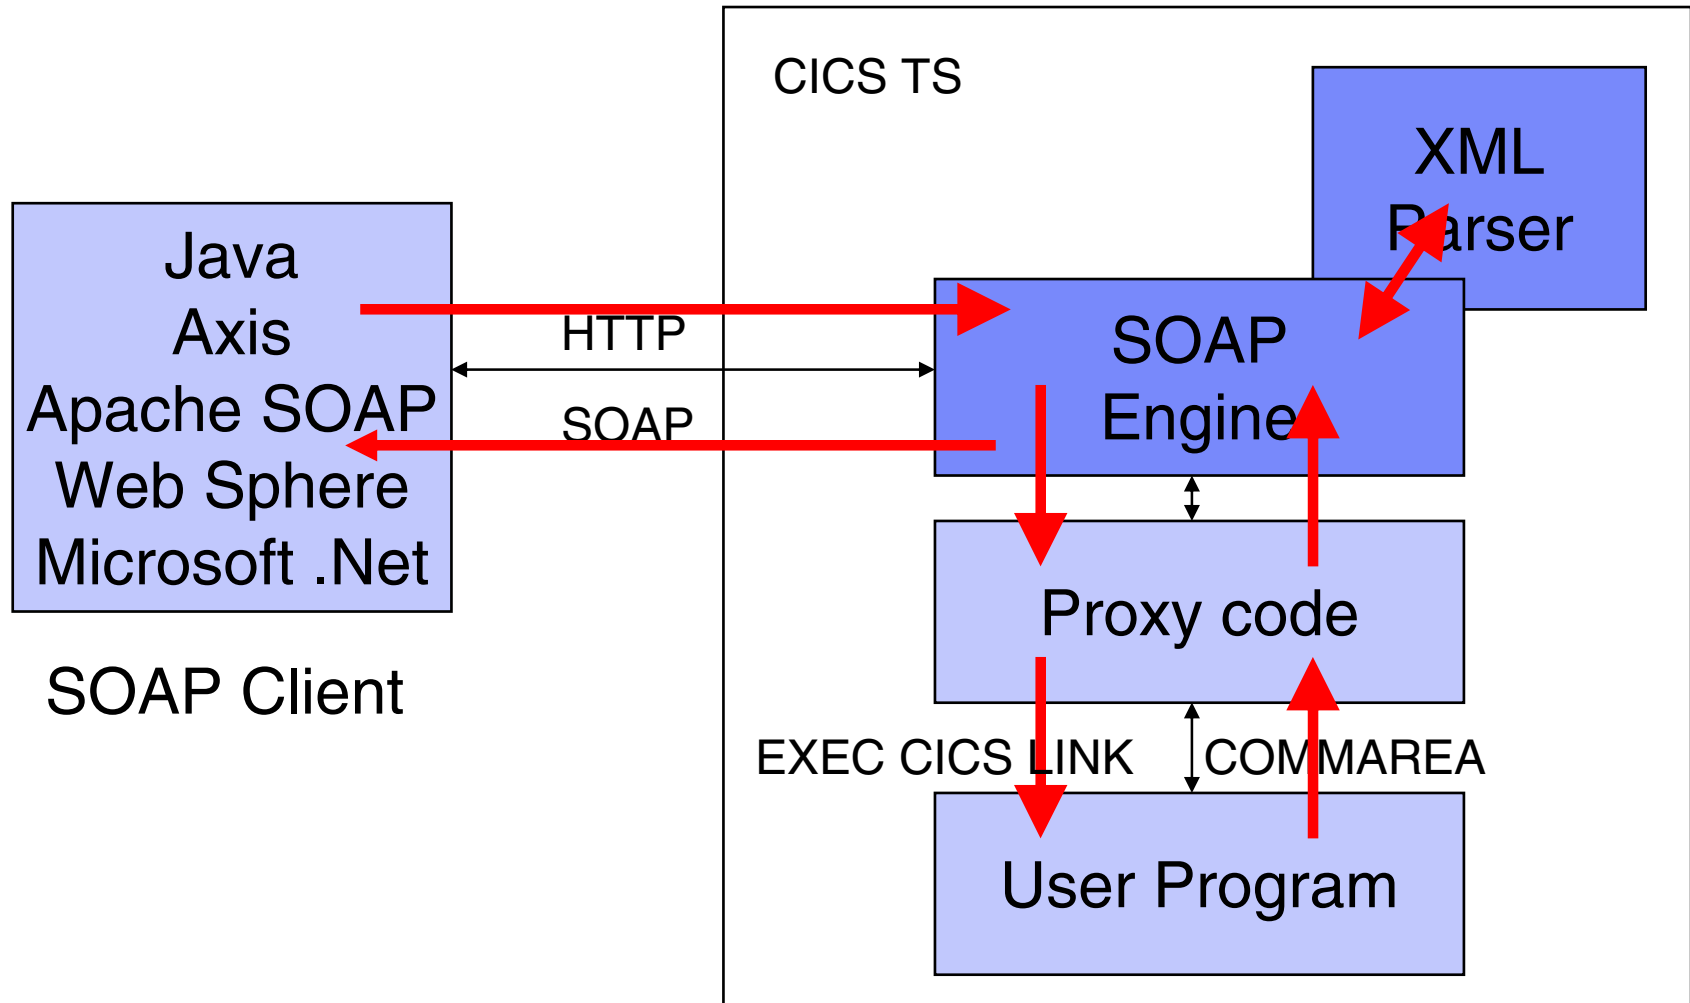 CICS TS
XML
Parser
Java
Axis
Apache SOAP
Web Sphere
Microsoft .Net
SOAP Client
HTTP
SOAP
SOAP
Engine
Proxy code
EXEC CICS LINK
COMMAREA
User Program